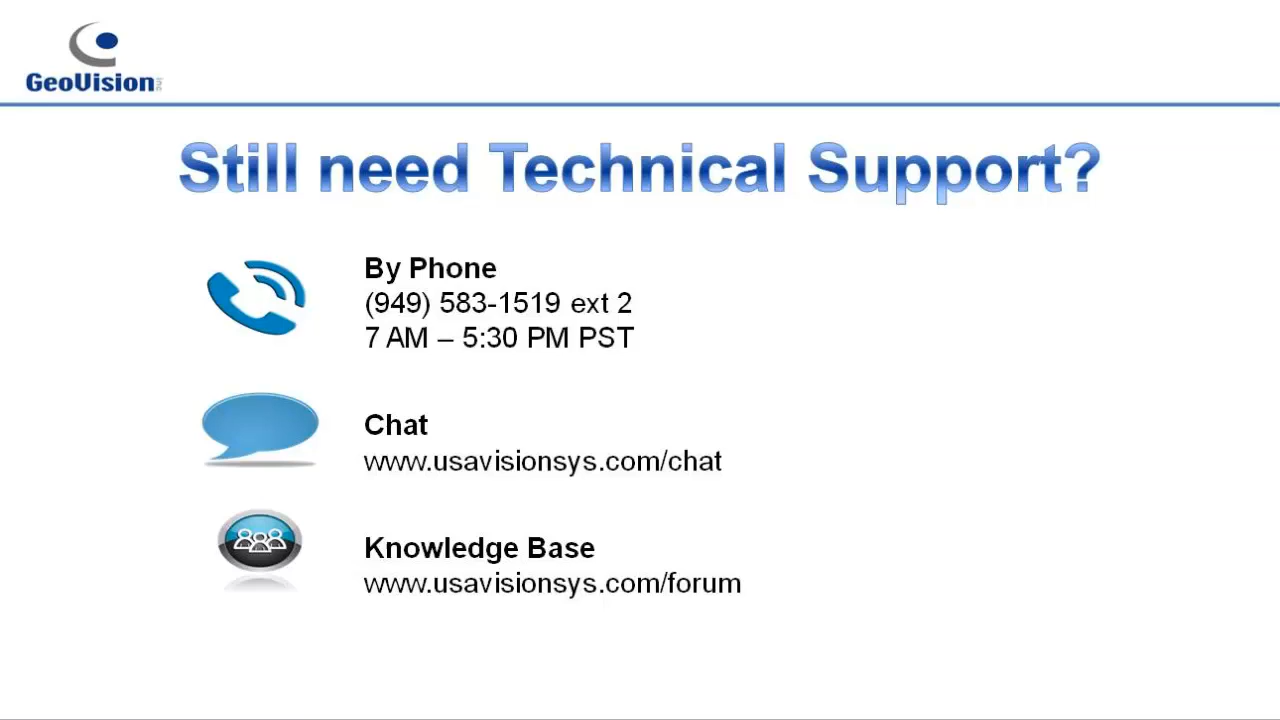 GeoVision inc
Still need Technical Support?
By Phone
(949) 583-1519 ext 2
7 AM – 5:30 PM PST
Chat
www.usavisionsys.com/chat
Knowledge Base
www.usavisionsys.com/forum